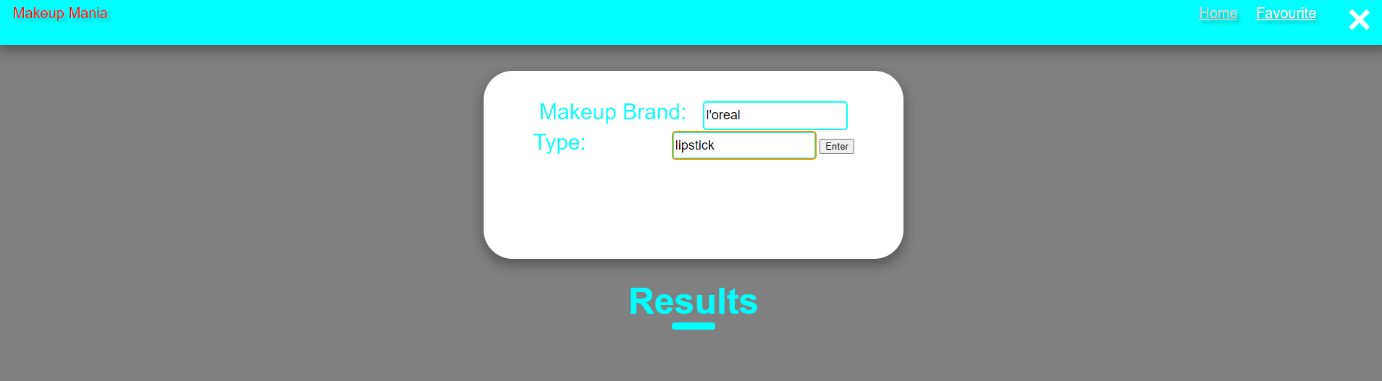 Makeup Mania Home Favourite ×
Makeup Brand: l'oreal
Type: lipstick Enter
Results